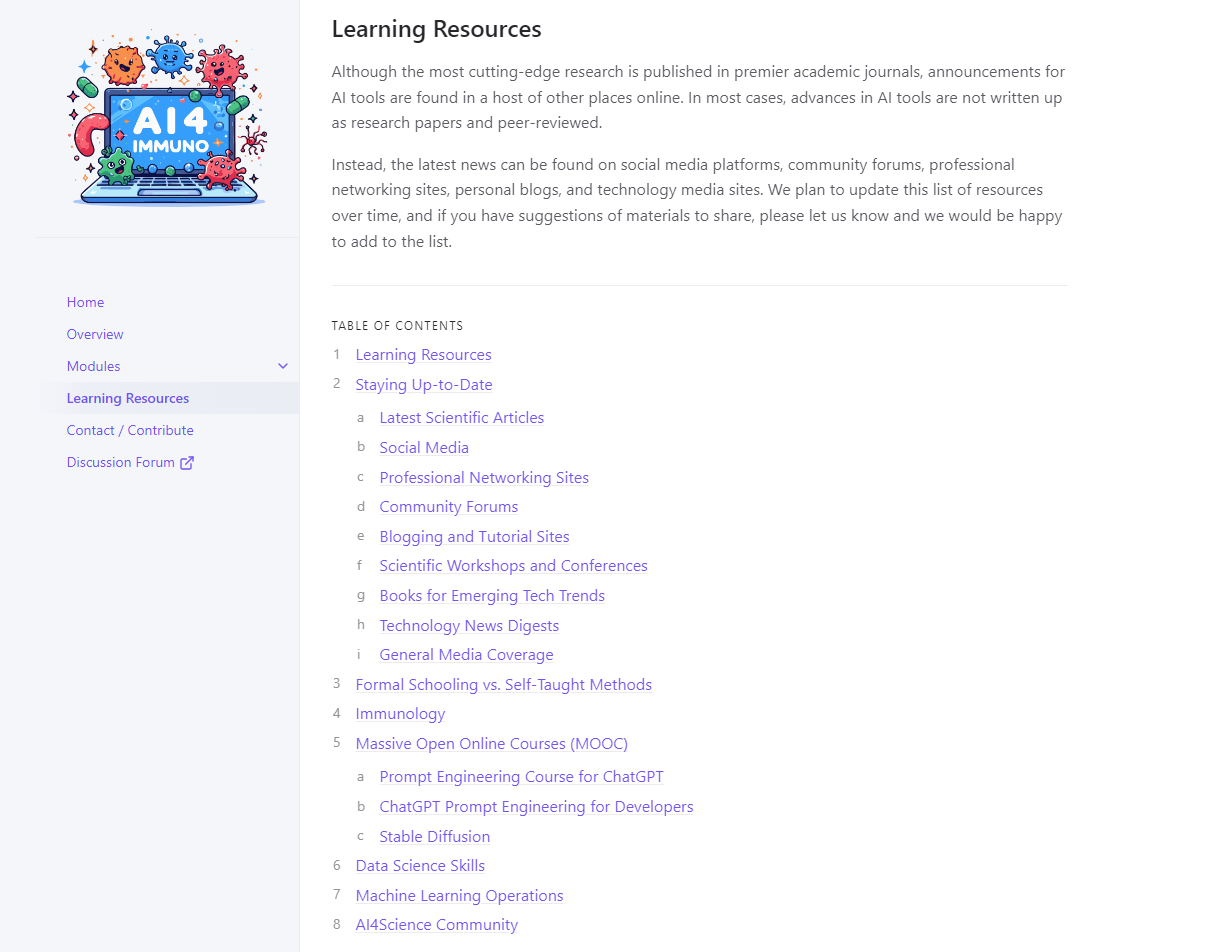 AI4
IMMUNO
Home
Overview
Modules
Learning Resources
Contact / Contribute
Discussion Forum
Learning Resources
Although the most cutting-edge research is published in premier academic journals, announcements for
AI tools are found in a host of other places online. In most cases, advances in AI tools are not written up
as research papers and peer-reviewed.
Instead, the latest news can be found on social media platforms, community forums, professional
networking sites, personal blogs, and technology media sites. We plan to update this list of resources
over time, and if you have suggestions of materials to share, please let us know and we would be happy
to add to the list.
TABLE OF CONTENTS
1 Learning Resources
2 Staying Up-to-Date
a Latest Scientific Articles
b Social Media
c Professional Networking Sites
d Community Forums
e Blogging and Tutorial Sites
f Scientific Workshops and Conferences
g Books for Emerging Tech Trends
h Technology News Digests
i General Media Coverage
3 Formal Schooling vs. Self-Taught Methods
4 Immunology
5 Massive Open Online Courses (MOOC)
a Prompt Engineering Course for ChatGPT
b ChatGPT Prompt Engineering for Developers
c Stable Diffusion
6 Data Science Skills
7 Machine Learning Operations
8 AI4Science Community